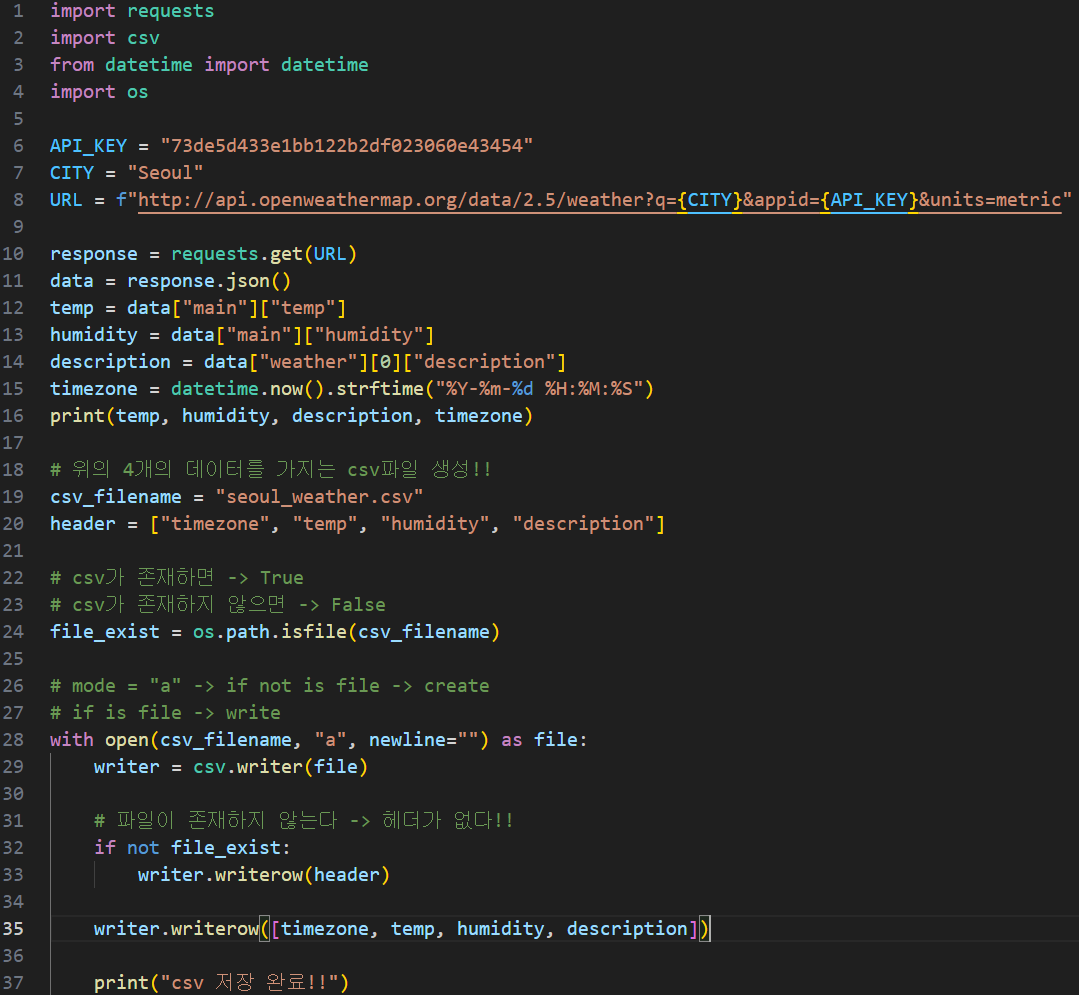 1 import requests
2 import csv
3 from datetime import datetime
4 import os
5
6 API_KEY = "73de5d433e1bb122b2df023060e43454"
7 CITY = "Seoul"
8 URL = f"http://api.openweathermap.org/data/2.5/weather?q={CITY}&appid={API_KEY}&units=metric"
9
10 response = requests.get(URL)
11 data = response.json()
12 temp = data["main"]["temp"]
13 humidity = data["main"]["humidity"]
14 description = data["weather"][0]["description"]
15 timezone = datetime.now().strftime("%Y-%m-%d %H:%M:%S")
16 print(temp, humidity, description, timezone)
17
18 # 위의 4개의 데이터를 가지는 csv파일 생성!!
19 csv_filename = "seoul_weather.csv"
20 header = ["timezone", "temp", "humidity", "description"]
21
22 # csv가 존재하면 -> True
23 # csv가 존재하지 않으면 -> False
24 file_exist = os.path.isfile(csv_filename)
25
26 # mode = "a" -> if not is file -> create
27 # if is file -> write
28 with open(csv_filename, "a", newline="") as file:
29     writer = csv.writer(file)
30
31     # 파일이 존재하지 않는다 -> 헤더가 없다!!
32     if not file_exist:
33         writer.writerow(header)
34
35     writer.writerow([timezone, temp, humidity, description])
36
37     print("csv 저장 완료!!")